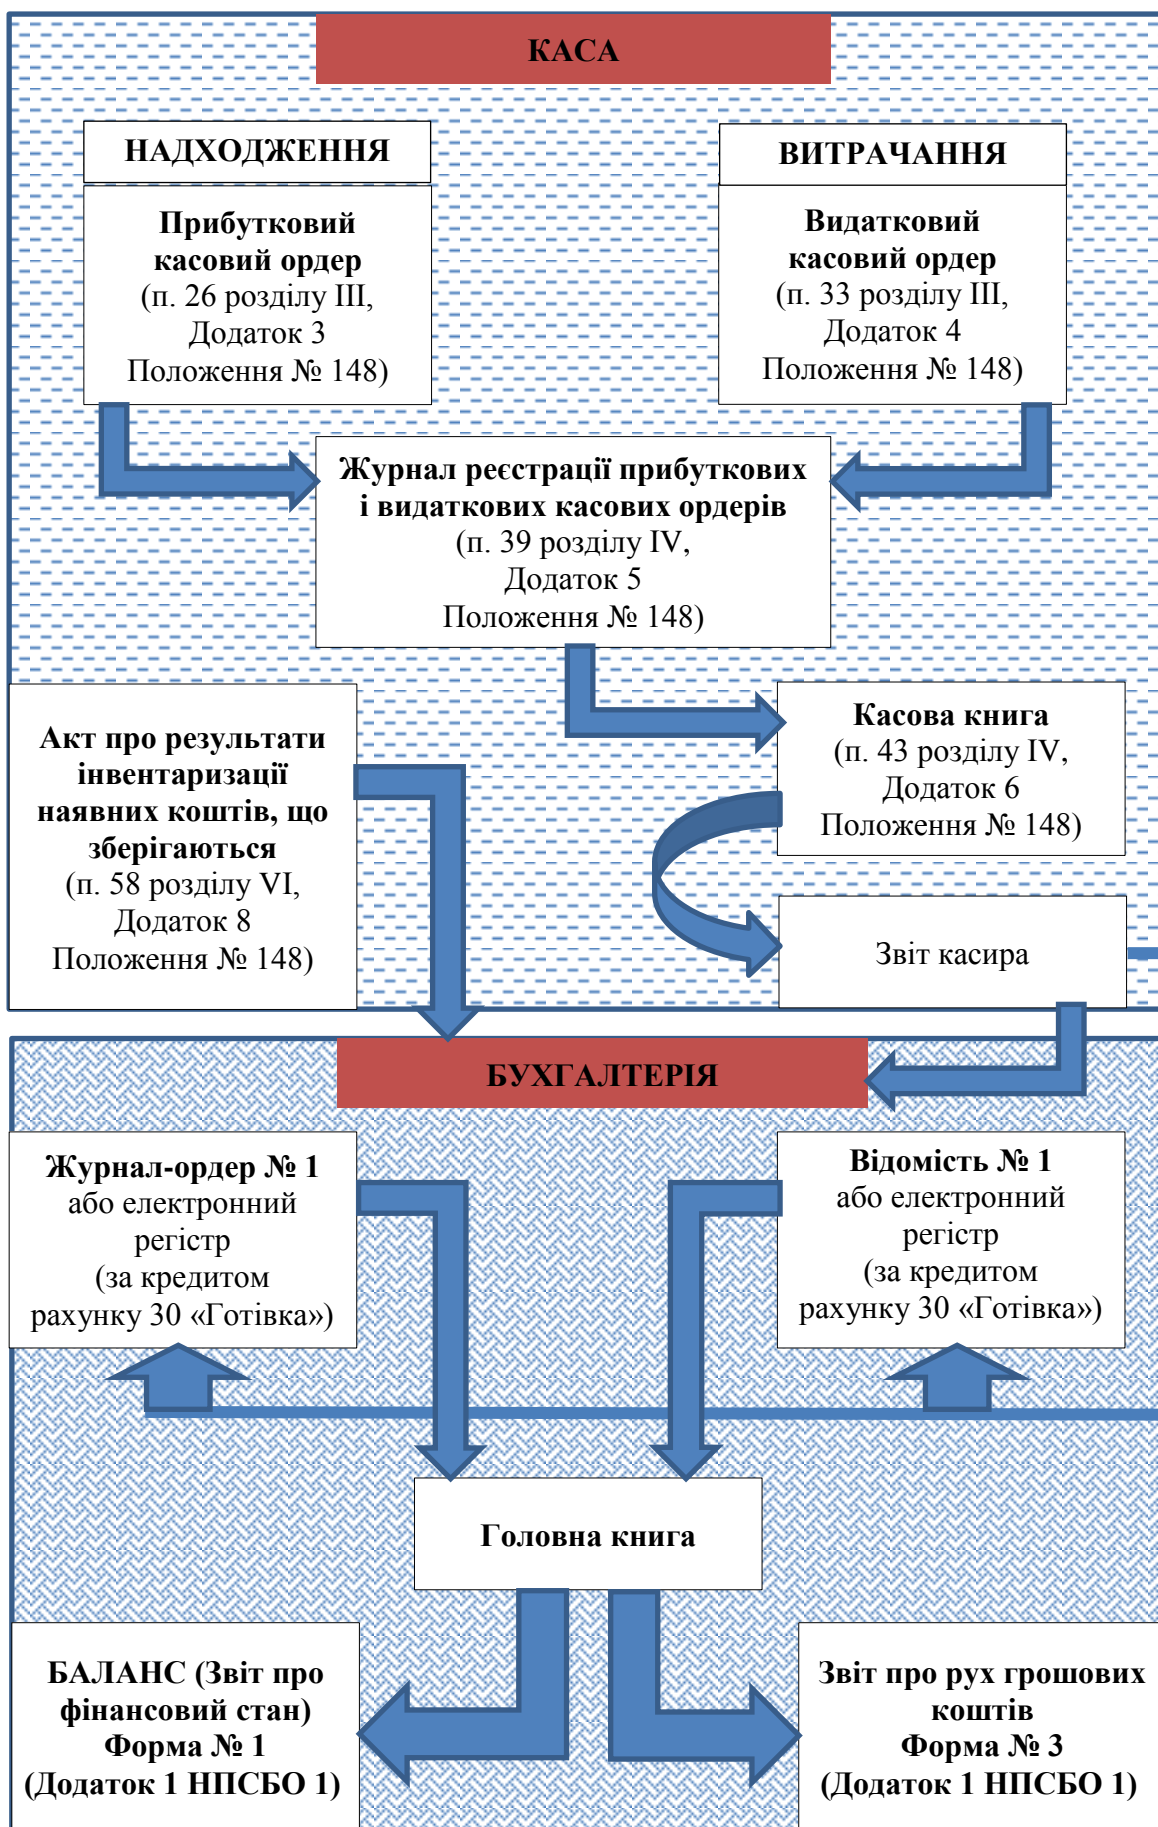 КАСА
НАДХОДЖЕННЯ
Прибутковий
касовий ордер
(п. 26 розділу ІІІ,
Додаток 3
Положення № 148)
ВИТРАЧАННЯ
Видатковий
касовий ордер
(п. 33 розділу ІІІ,
Додаток 4
Положення № 148)
Журнал реєстрації прибуткових
і видаткових касових ордерів
(п. 39 розділу IV,
Додаток 5
Положення № 148)
Акт про результати
інвентаризації
наявних коштів, що
зберігаються
(п. 58 розділу VI,
Додаток 8
Положення № 148)
Касова книга
(п. 43 розділу IV,
Додаток 6
Положення № 148)
Звіт касира
БУХГАЛТЕРІЯ
Журнал-ордер № 1
або електронний
регістр
(за кредитом
рахунку 30 «Готівка»)
Відомість № 1
або електронний
регістр
(за кредитом
рахунку 30 «Готівка»)
Головна книга
БАЛАНС (Звіт про
фінансовий стан)
Форма № 1
(Додаток 1 НПСБО 1)
Звіт про рух грошових
коштів
Форма № 3
(Додаток 1 НПСБО 1)